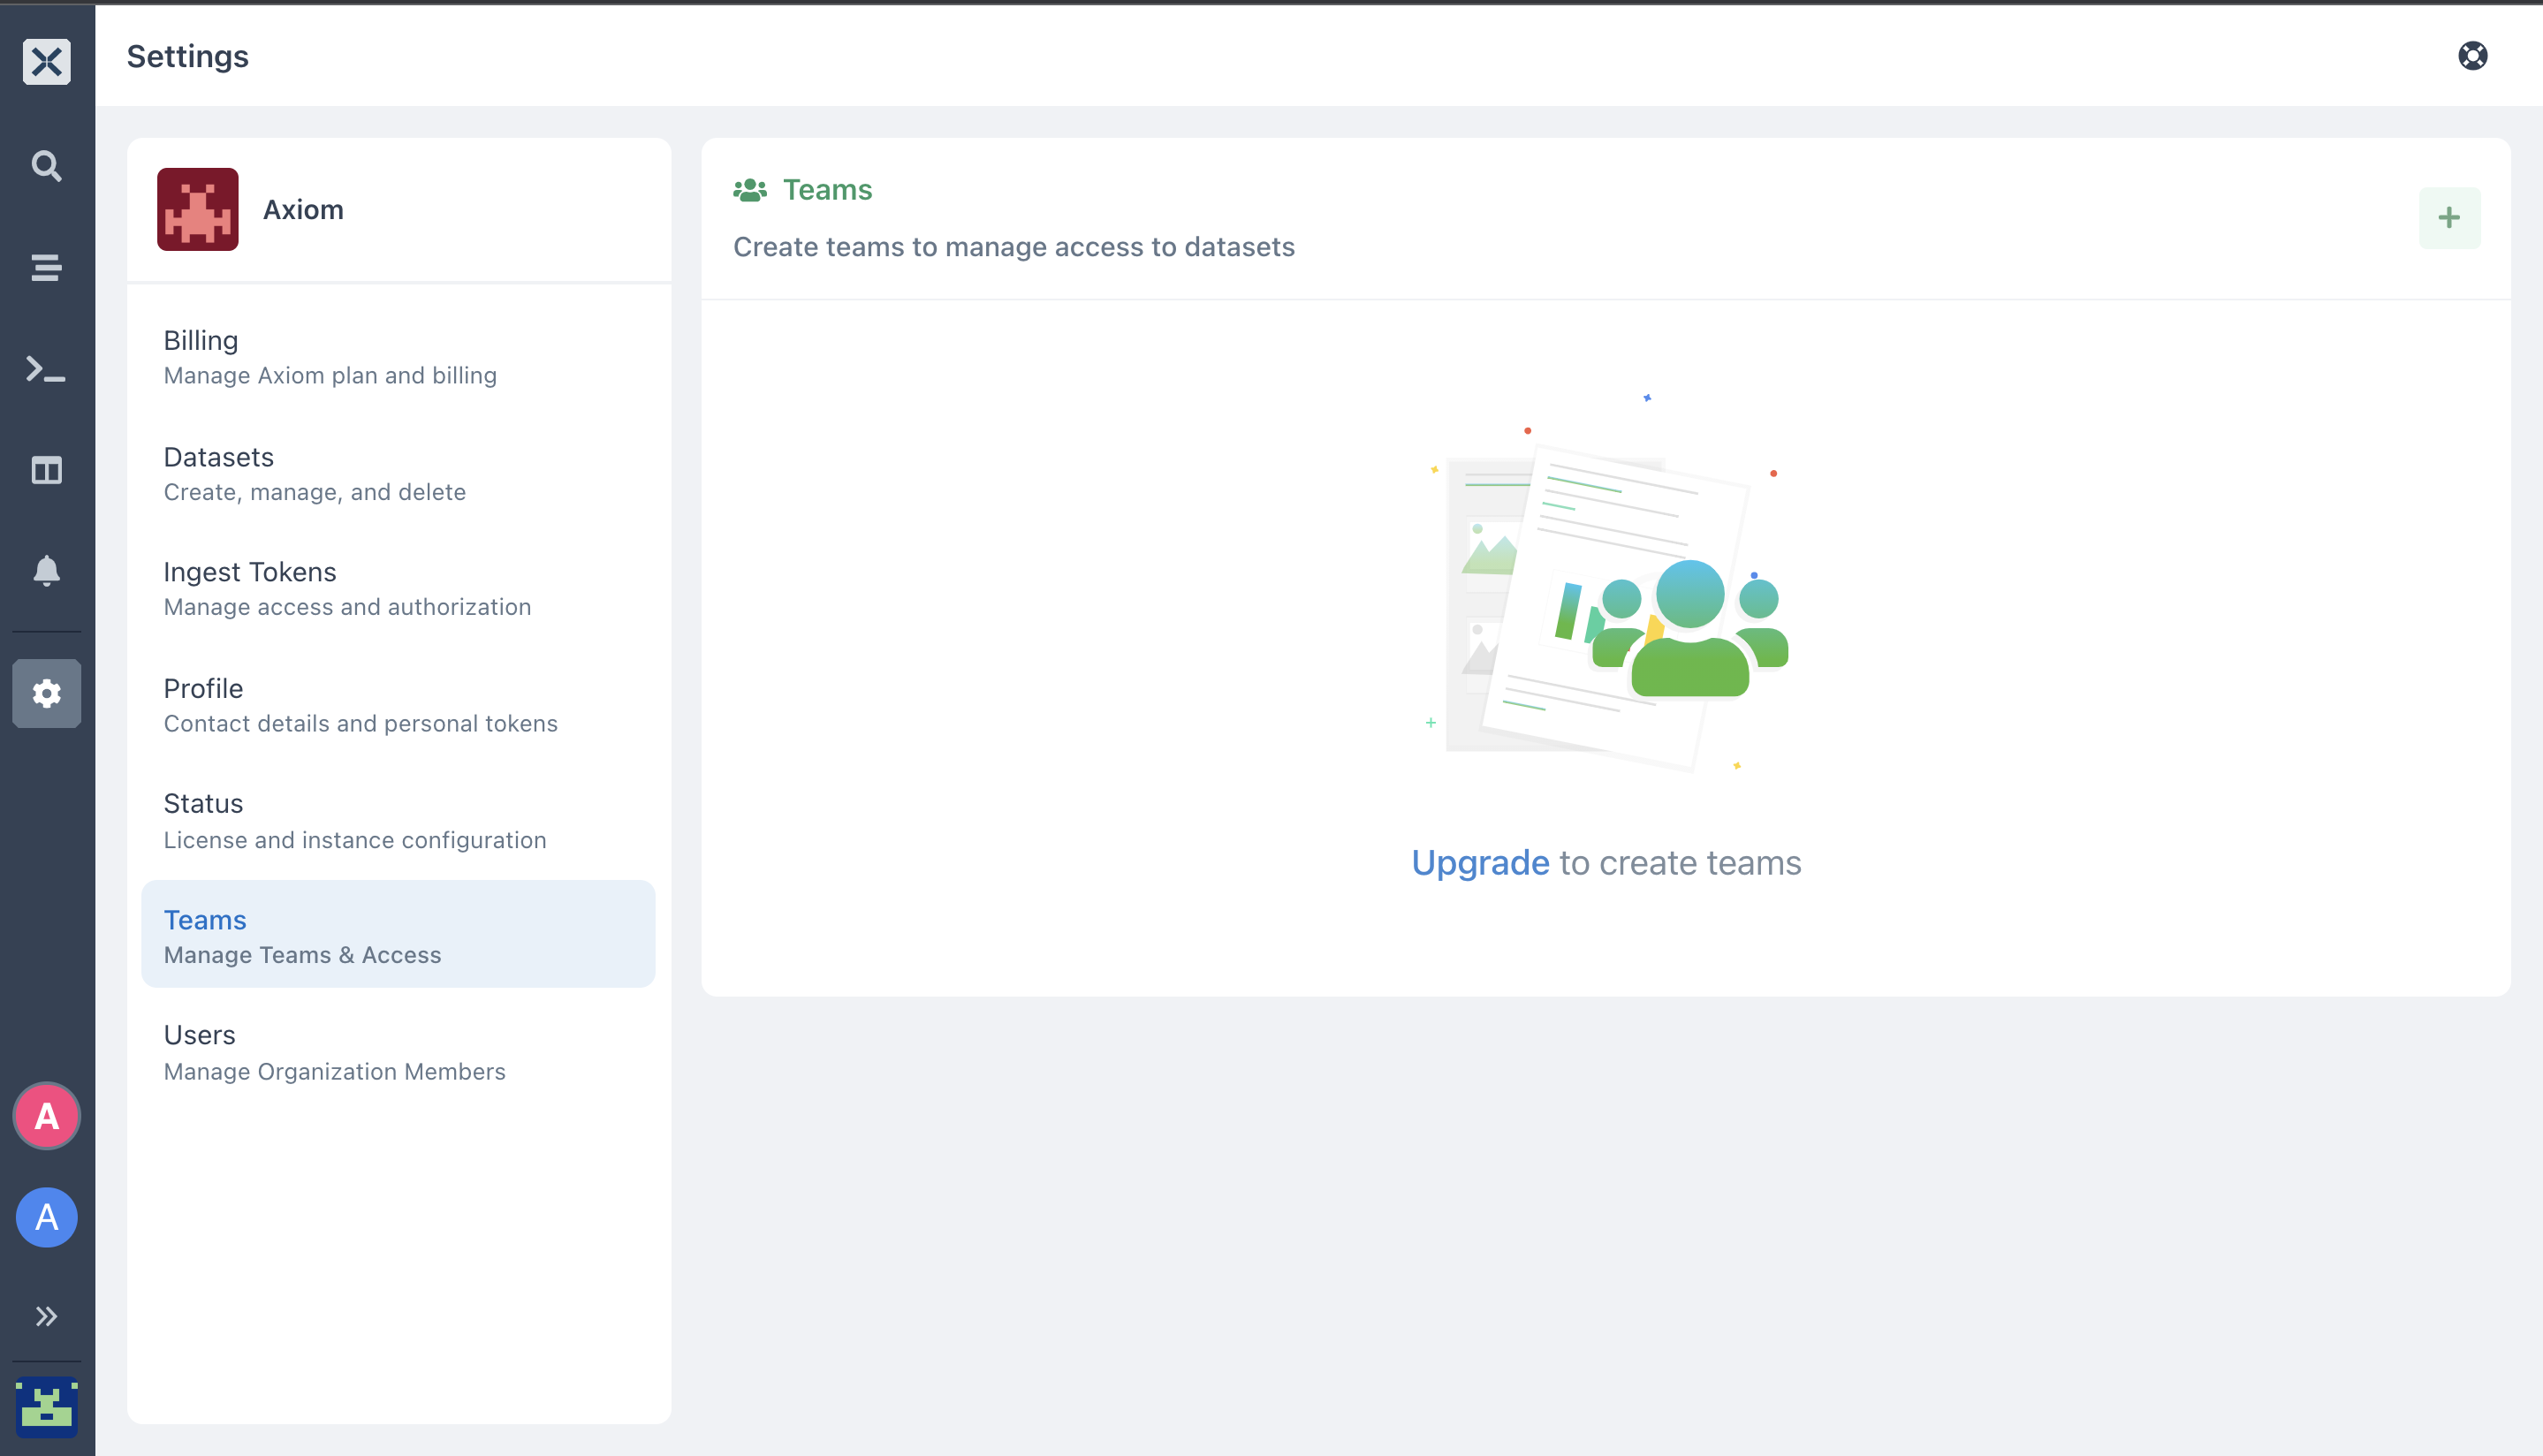 Settings
Axiom
Billing
Manage Axiom plan and billing
Datasets
Create, manage, and delete
Ingest Tokens
Manage access and authorization
Profile
Contact details and personal tokens
Status
License and instance configuration
Teams
Manage Teams & Access
Users
Manage Organization Members
A
A
Teams
Create teams to manage access to datasets
Upgrade to create teams